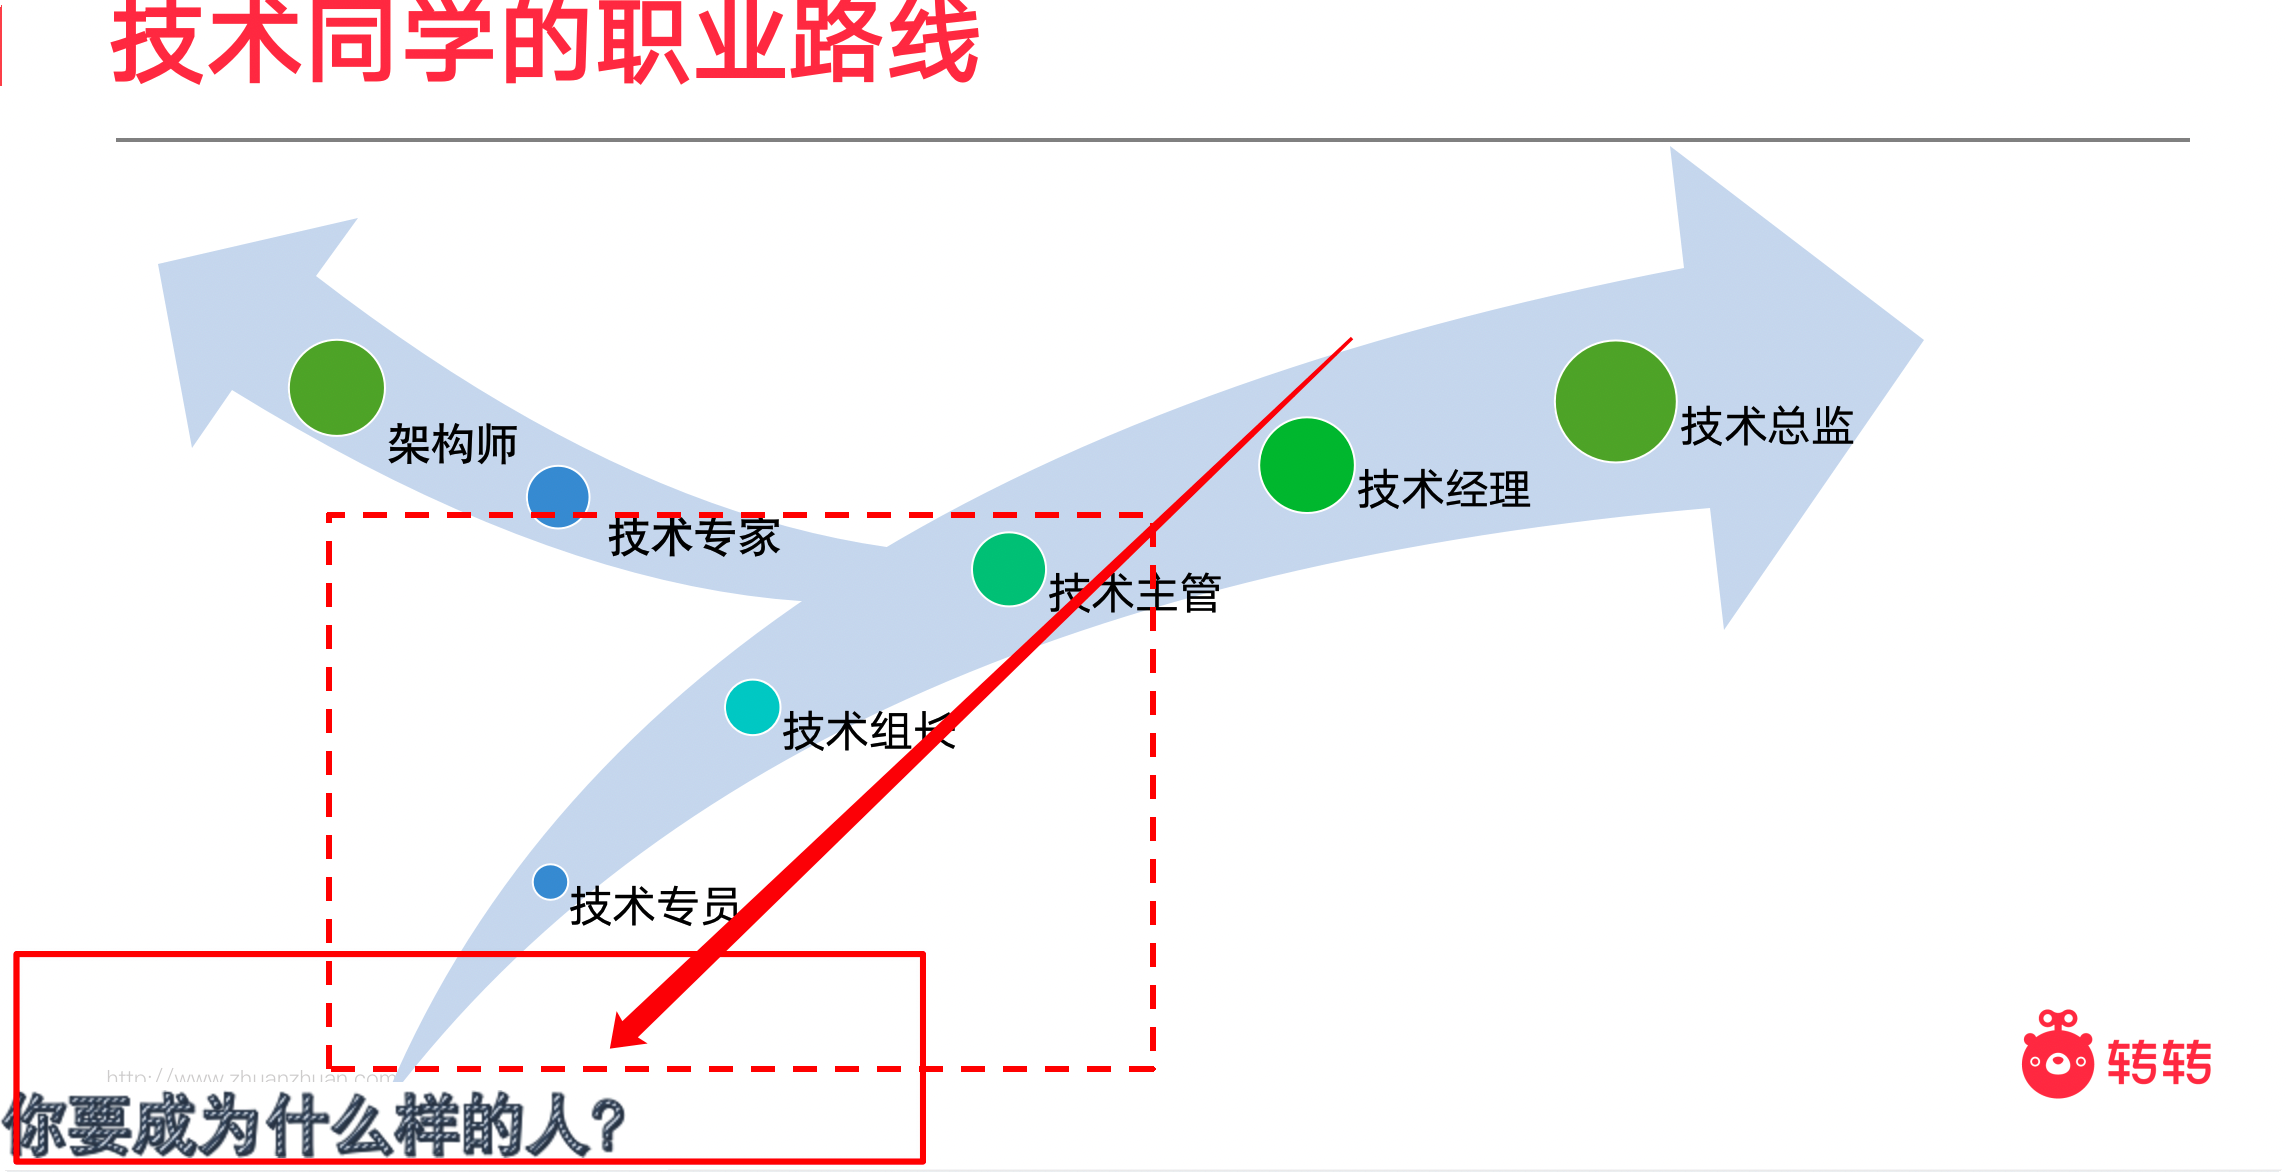 技术同学的职业路线
架构师
技术专家
技术总监
技术经理
技术主管
技术组长
技术专员
http://www.zhuanzhuan.com
你要成为什么样的人?
转转